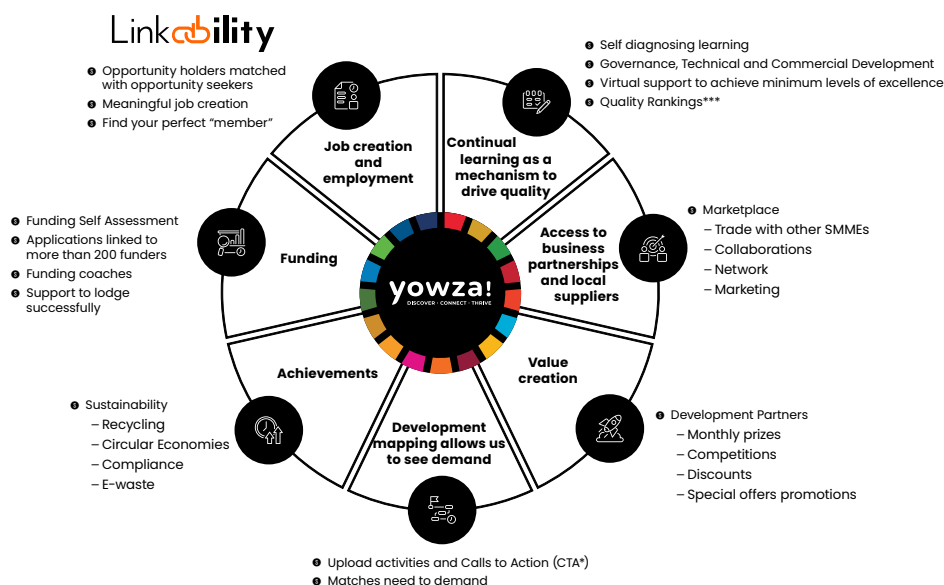 Linkability
Opportunity holders matched
with opportunity seekers
Meaningful job creation
Find your perfect “member”
Self diagnosing learning
Governance, Technical and Commercial Development
Virtual support to achieve minimum levels of excellence
Quality Rankings***
Job creation
and
employment
Continual
learning as a
mechanism to
drive quality
Funding Self Assessment
Applications linked to
more than 200 funders
Funding coaches
Support to lodge
successfully
Funding
Access to
business
partnerships
and local
suppliers
Marketplace
– Trade with other SMMEs
– Collaborations
– Network
– Marketing
yowza!
DISCOVER · CONNECT · THRIVE
Achievements
Value
creation
Sustainability
– Recycling
– Circular Economies
– Compliance
– E-waste
Development
mapping allows us
to see demand
Development Partners
– Monthly prizes
– Competitions
– Discounts
– Special offers promotions
Upload activities and Calls to Action (CTA*)
Matches need to demand